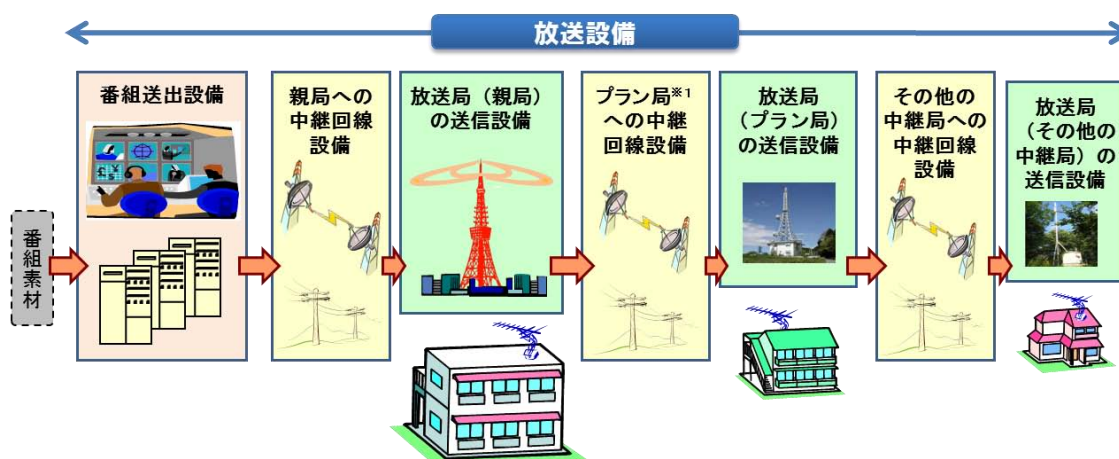 放送設備
番組素材
番組送出設備
親局への
中継回線
設備
放送局（親局）
の送信設備
プラン局※1
への中継
回線設備
放送局
（プラン局）
の送信設備
その他の
中継局への
中継回線
設備
放送局
（その他の
中継局）の
送信設備